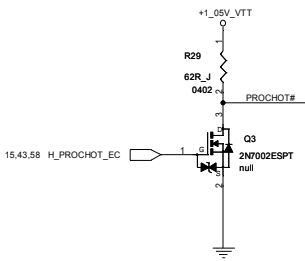 +1_05V_VTT
1
R29
62R_J
0402
2
PROCHOT#
3
D
Q3
15,43,58 H_PROCHOT_EC
1
G
2N7002ESPT
null
S
2